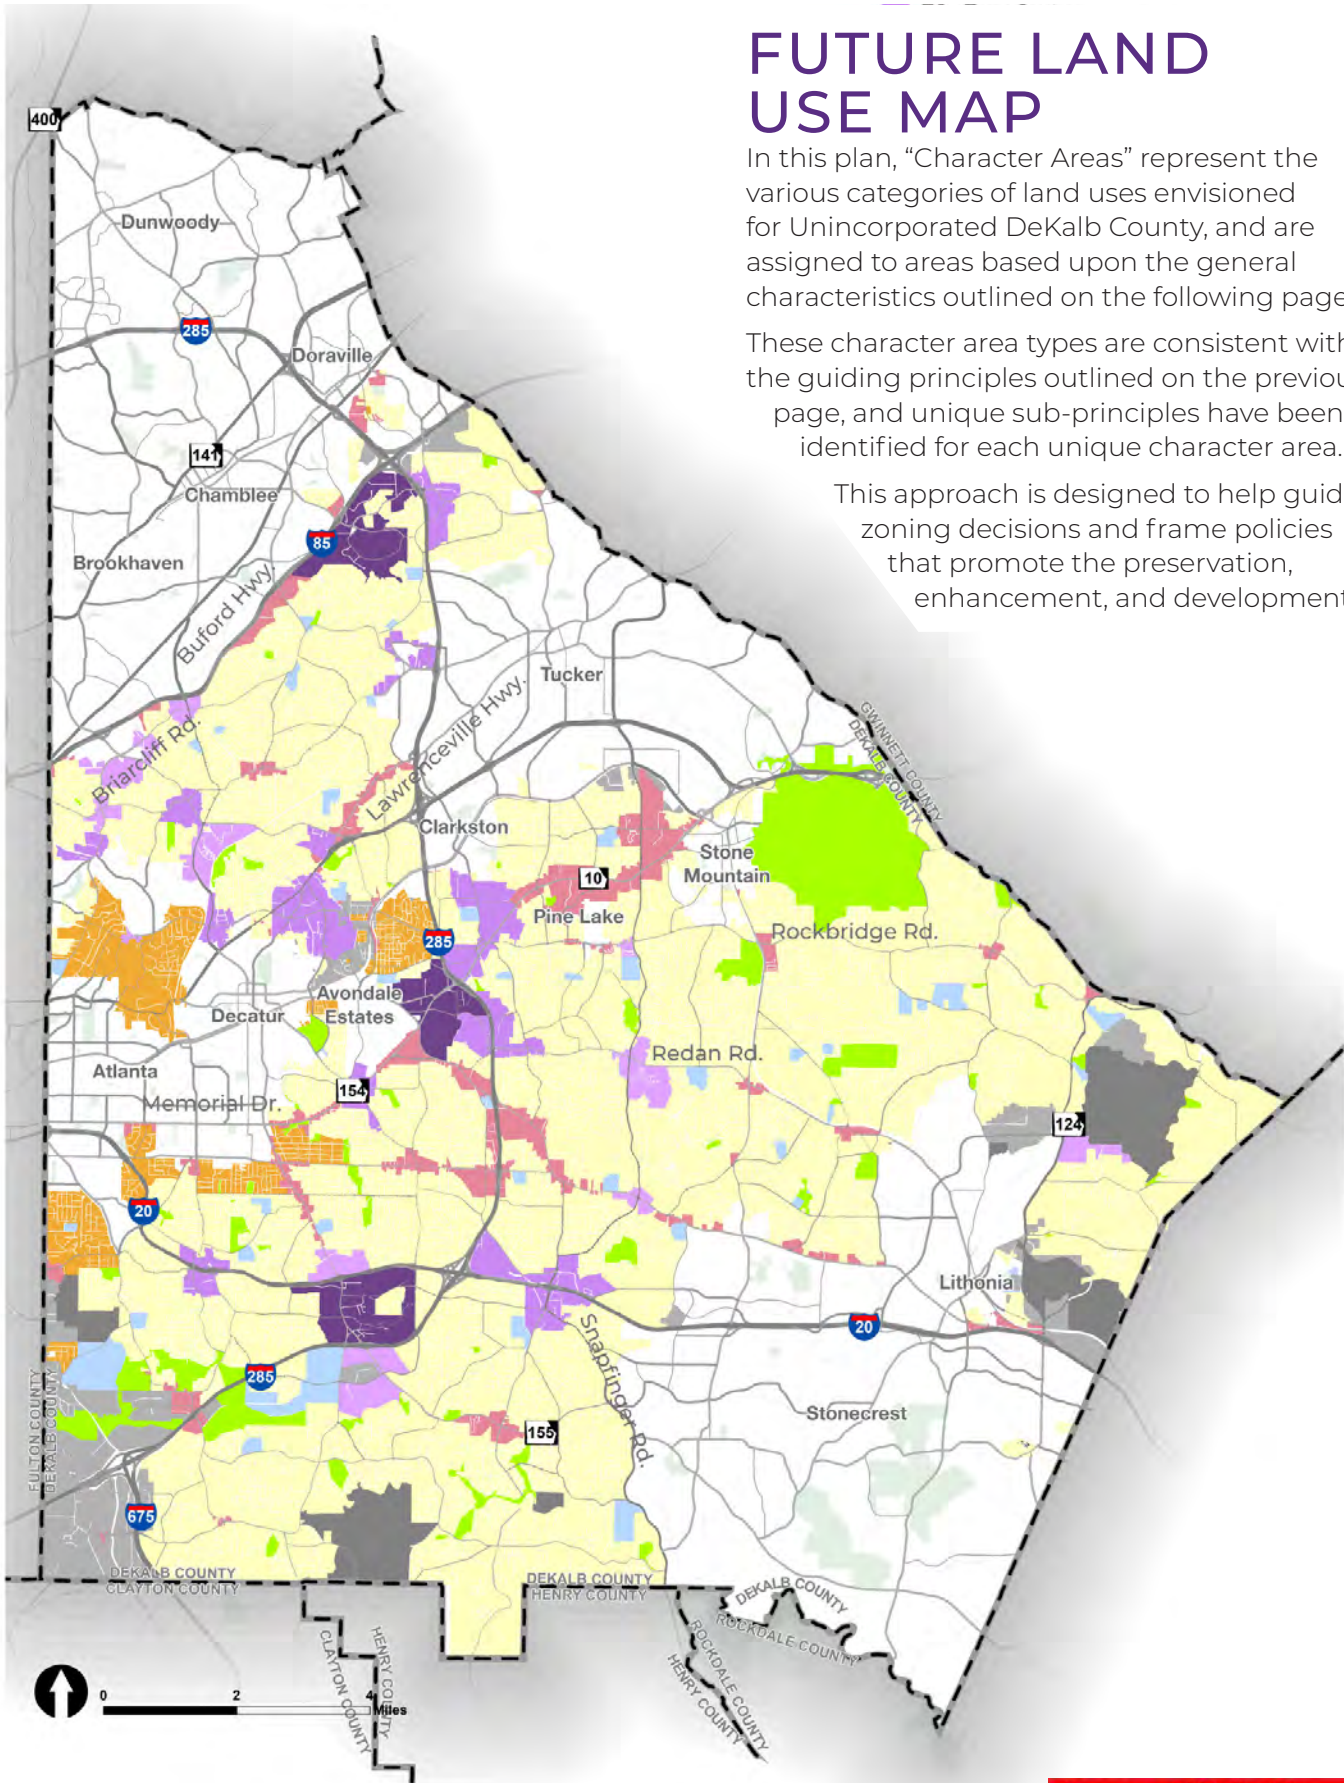 FUTURE LAND
USE MAP
In this plan, “Character Areas” represent the
various categories of land uses envisioned
for Unincorporated DeKalb County, and are
assigned to areas based upon the general
characteristics outlined on the following page
These character area types are consistent with
the guiding principles outlined on the previou
page, and unique sub-principles have been
identified for each unique character area.
This approach is designed to help guid
zoning decisions and frame policies
that promote the preservation,
enhancement, and development
400
Dunwoody
285
Doraville
141
Chamblee
85
Brookhaven
Buford Hwy.
Tucker
Lawrenceville Hwy.
Briarcliff Rd.
GWINNETT COUNTY
DEKALB COUNTY
Clarkston
Stone
Mountain
10
Pine Lake
Rockbridge Rd.
285
Avondale
Estates
Decatur
Redan Rd.
Atlanta
154
Memorial Dr.
124
20
Lithonia
20
Snapfinger Rd.
285
FULTON COUNTY
DEKALB COUNTY
Stonecrest
155
675
DEKALB COUNTY
CLAYTON COUNTY
DEKALB COUNTY
HENRY COUNTY
DEKALB COUNTY
ROCKDALE COUNTY
CLAYTON COUNTY
HENRY COUNTY
ROCKDALE COUNTY
HENRY COUNTY
0 2 4
Miles